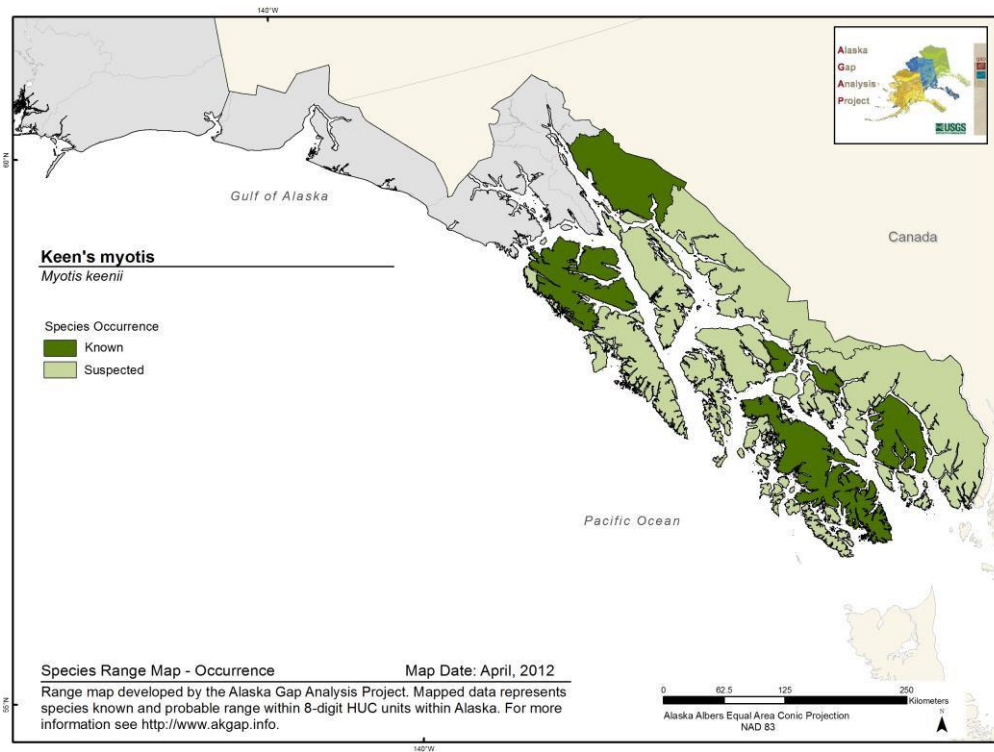 140°W
Alaska
Gap
Analysis
Project
gap
USGS
60°N
Gulf of Alaska
Canada
Keen's myotis
Myotis keenii
Species Occurrence
Known
Suspected
Pacific Ocean
Species Range Map - Occurrence Map Date: April, 2012
Range map developed by the Alaska Gap Analysis Project. Mapped data represents
species known and probable range within 8-digit HUC units within Alaska. For more
information see http://www.akgap.info.
0 62.5 125 250
Kilometers
Alaska Albers Equal Area Conic Projection
NAD 83
N
55°N
140°W